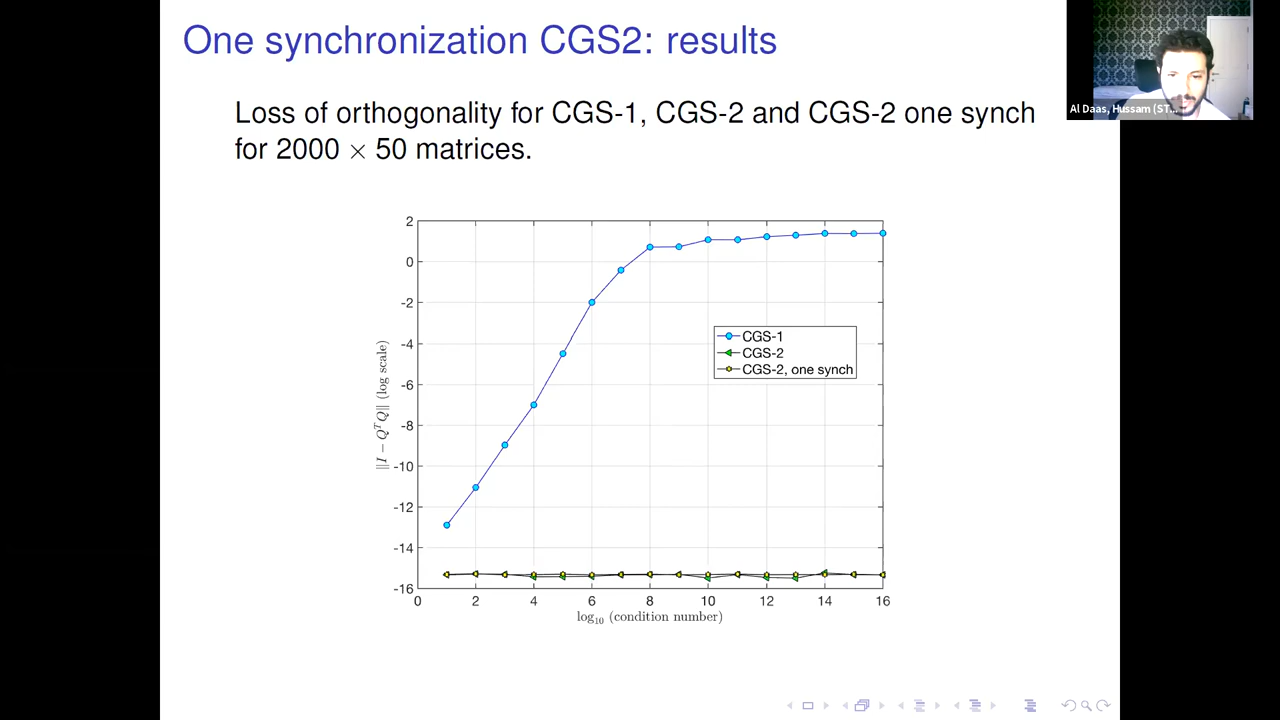 One synchronization CGS2: results
Al Daas, Hussam (ST...
Loss of orthogonality for CGS-1, CGS-2 and CGS-2 one synch
for 2000 × 50 matrices.
2
0
-2
-4
-6
-8
-10
-12
-14
-16
‖I − QᵀQ‖ (log scale)
CGS-1
CGS-2
CGS-2, one synch
0 2 4 6 8 10 12 14 16
log₁₀ (condition number)